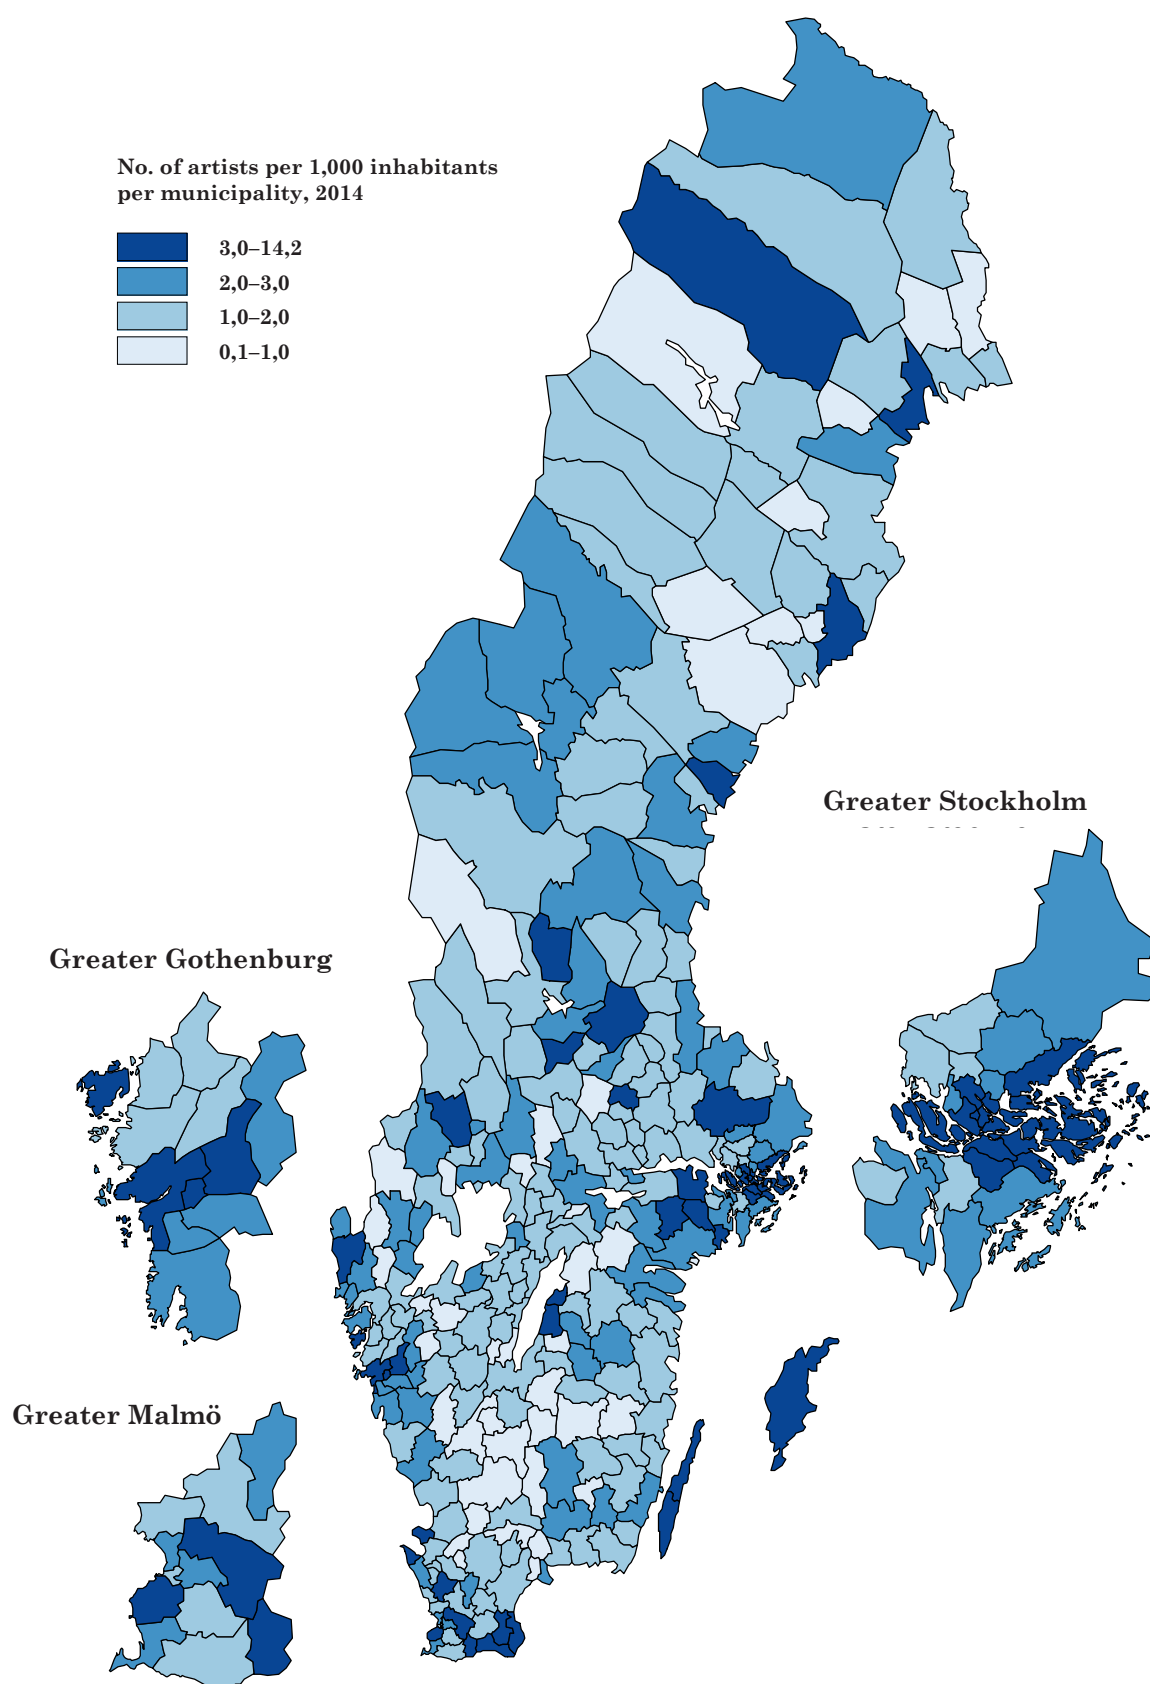 No. of artists per 1,000 inhabitants
per municipality, 2014
3,0–14,2
2,0–3,0
1,0–2,0
0,1–1,0
Greater Stockholm
Greater Gothenburg
Greater Malmö